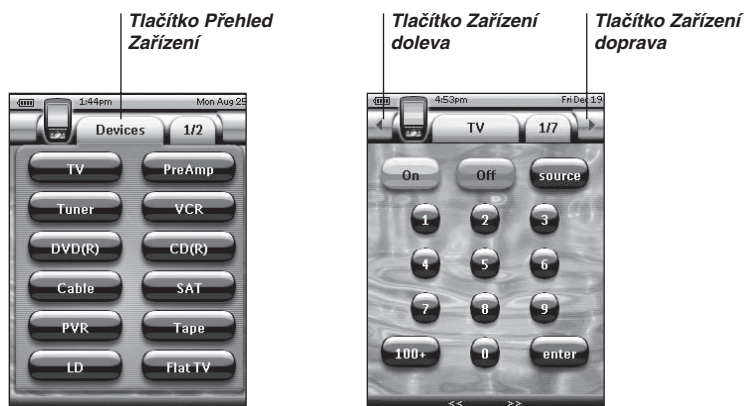 Tlačítko Přehled
Zařízení
Tlačítko Zařízení
doleva
Tlačítko Zařízení
doprava
1:44pm Mon Aug 25
Devices 1/2
TV PreAmp
Tuner VCR
DVD(R) CD(R)
Cable SAT
PVR Tape
LD Flat TV
4:53pm Fri Dec 19
TV 1/7
On Off source
1 2 3
4 5 6
7 8 9
100+ 0 enter
<< >>